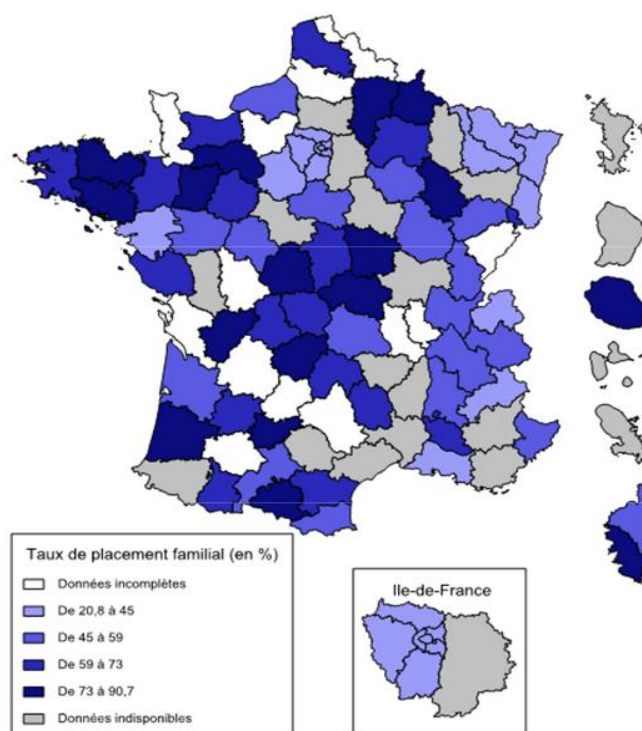 Taux de placement familial (en %)
Données incomplètes
De 20,8 à 45
De 45 à 59
De 59 à 73
De 73 à 90,7
Données indisponibles
Ile-de-France